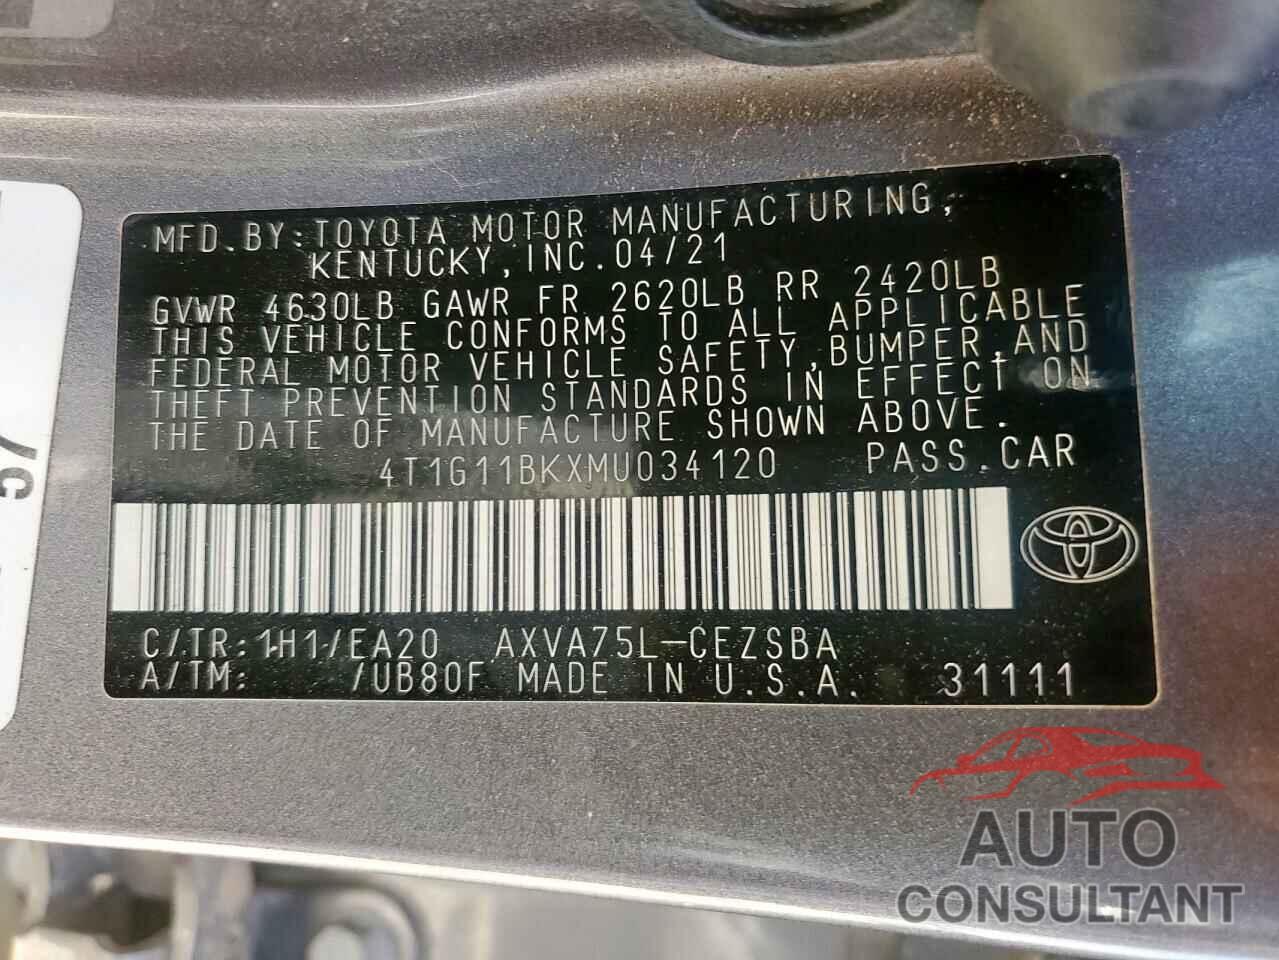 MFD.BY:TOYOTA MOTOR MANUFACTURING,
KENTUCKY, INC. 04/21
GVWR 4630LB GAWR FR 2620LB RR 2420LB
THIS VEHICLE CONFORMS TO ALL APPLICABLE
FEDERAL MOTOR VEHICLE SAFETY, BUMPER, AND
THEFT PREVENTION STANDARDS IN EFFECT ON
THE DATE OF MANUFACTURE SHOWN ABOVE.
4T1G11BKXMU034120 PASS.CAR
C/TR: 1H1/EA20 AXVA75L-CEZSBA
A/TM: /UB80F MADE IN U.S.A. 31111
AUTO
CONSULTANT